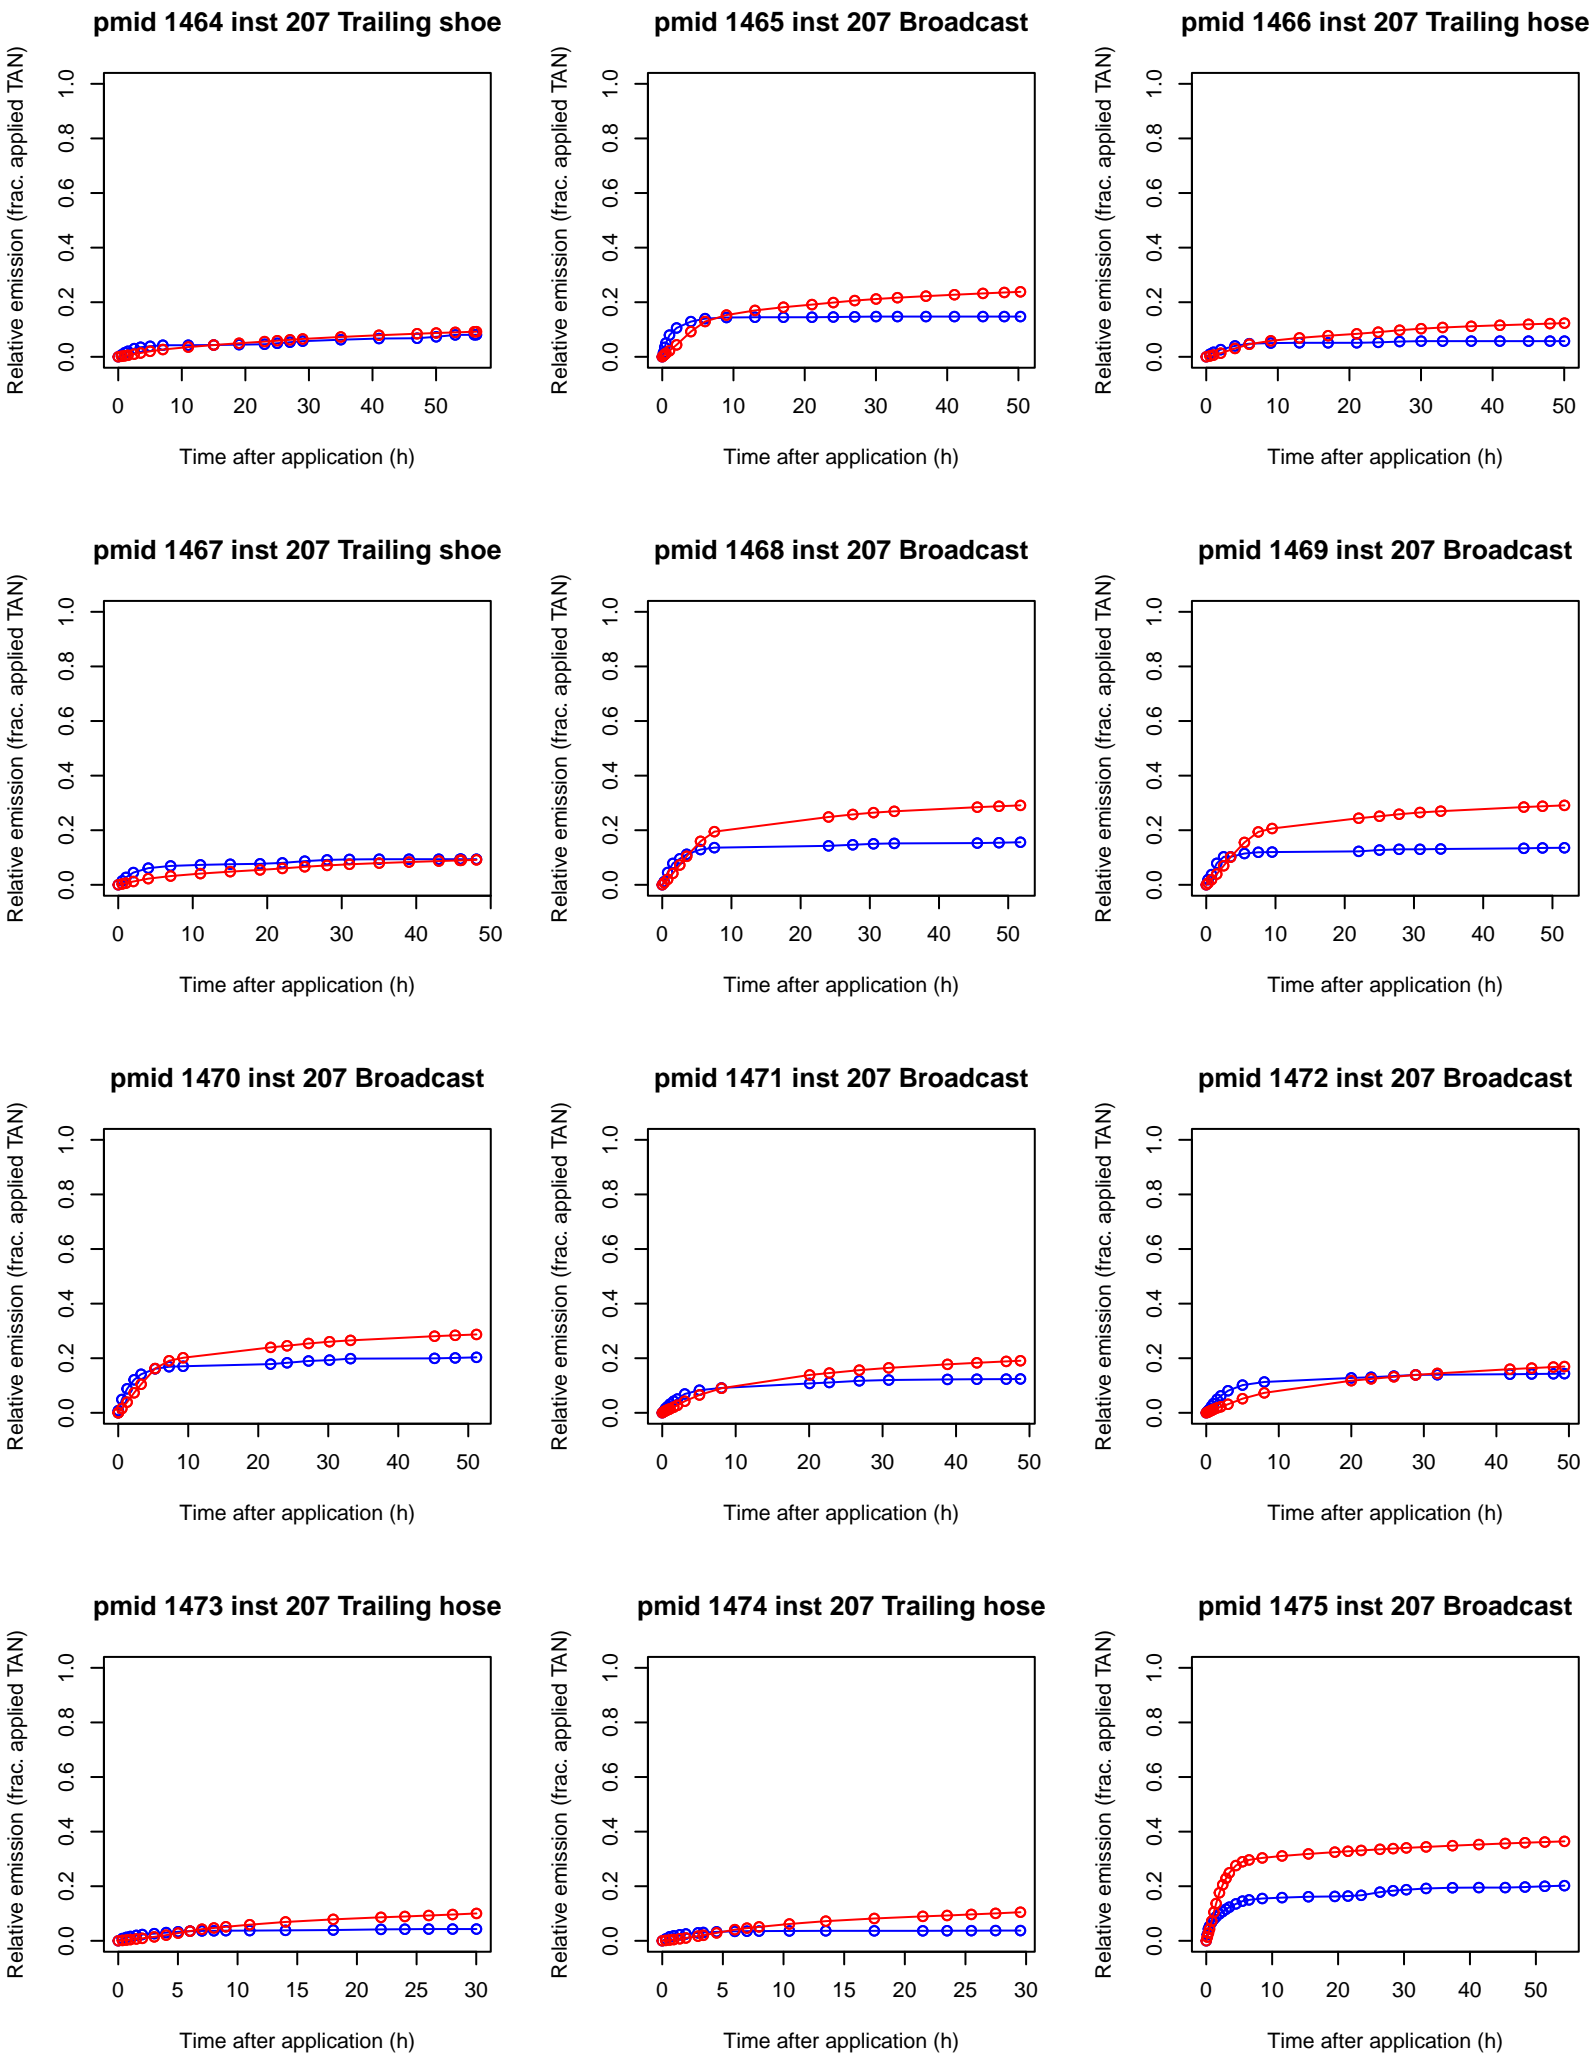 pmid 1464 inst 207 Trailing shoe
Relative emission (frac. applied TAN)
1.0
0.8
0.6
0.4
0.2
0.0
0 10 20 30 40 50
Time after application (h)
pmid 1465 inst 207 Broadcast
Relative emission (frac. applied TAN)
1.0
0.8
0.6
0.4
0.2
0.0
0 10 20 30 40 50
Time after application (h)
pmid 1466 inst 207 Trailing hose
Relative emission (frac. applied TAN)
1.0
0.8
0.6
0.4
0.2
0.0
0 10 20 30 40 50
Time after application (h)
pmid 1467 inst 207 Trailing shoe
Relative emission (frac. applied TAN)
1.0
0.8
0.6
0.4
0.2
0.0
0 10 20 30 40 50
Time after application (h)
pmid 1468 inst 207 Broadcast
Relative emission (frac. applied TAN)
1.0
0.8
0.6
0.4
0.2
0.0
0 10 20 30 40 50
Time after application (h)
pmid 1469 inst 207 Broadcast
Relative emission (frac. applied TAN)
1.0
0.8
0.6
0.4
0.2
0.0
0 10 20 30 40 50
Time after application (h)
pmid 1470 inst 207 Broadcast
Relative emission (frac. applied TAN)
1.0
0.8
0.6
0.4
0.2
0.0
0 10 20 30 40 50
Time after application (h)
pmid 1471 inst 207 Broadcast
Relative emission (frac. applied TAN)
1.0
0.8
0.6
0.4
0.2
0.0
0 10 20 30 40 50
Time after application (h)
pmid 1472 inst 207 Broadcast
Relative emission (frac. applied TAN)
1.0
0.8
0.6
0.4
0.2
0.0
0 10 20 30 40 50
Time after application (h)
pmid 1473 inst 207 Trailing hose
Relative emission (frac. applied TAN)
1.0
0.8
0.6
0.4
0.2
0.0
0 5 10 15 20 25 30
Time after application (h)
pmid 1474 inst 207 Trailing hose
Relative emission (frac. applied TAN)
1.0
0.8
0.6
0.4
0.2
0.0
0 5 10 15 20 25 30
Time after application (h)
pmid 1475 inst 207 Broadcast
Relative emission (frac. applied TAN)
1.0
0.8
0.6
0.4
0.2
0.0
0 10 20 30 40 50
Time after application (h)